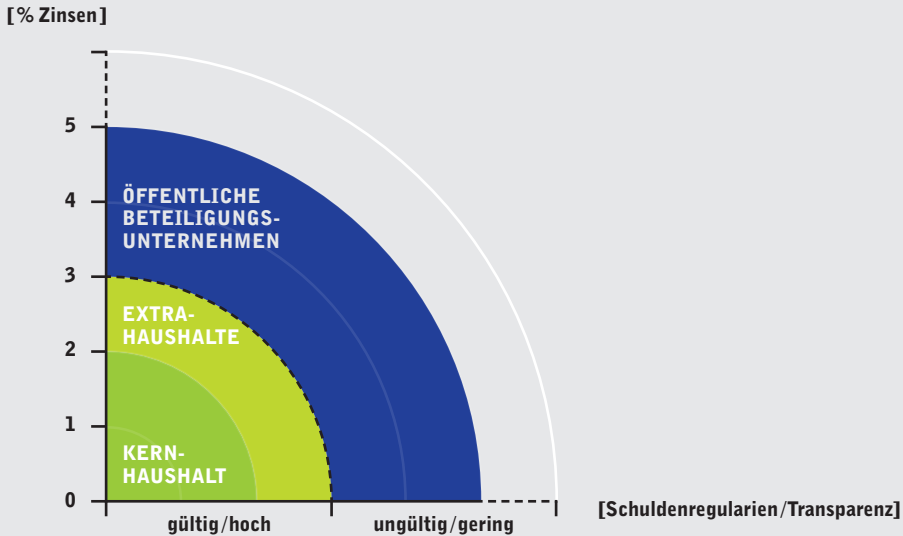 [% Zinsen]
5
4
3
2
1
0
ÖFFENTLICHE
BETEILIGUNGS-
UNTERNEHMEN
EXTRA-
HAUSHALTE
KERN-
HAUSHALT
gültig/hoch
ungültig/gering
[Schuldenregularien/Transparenz]